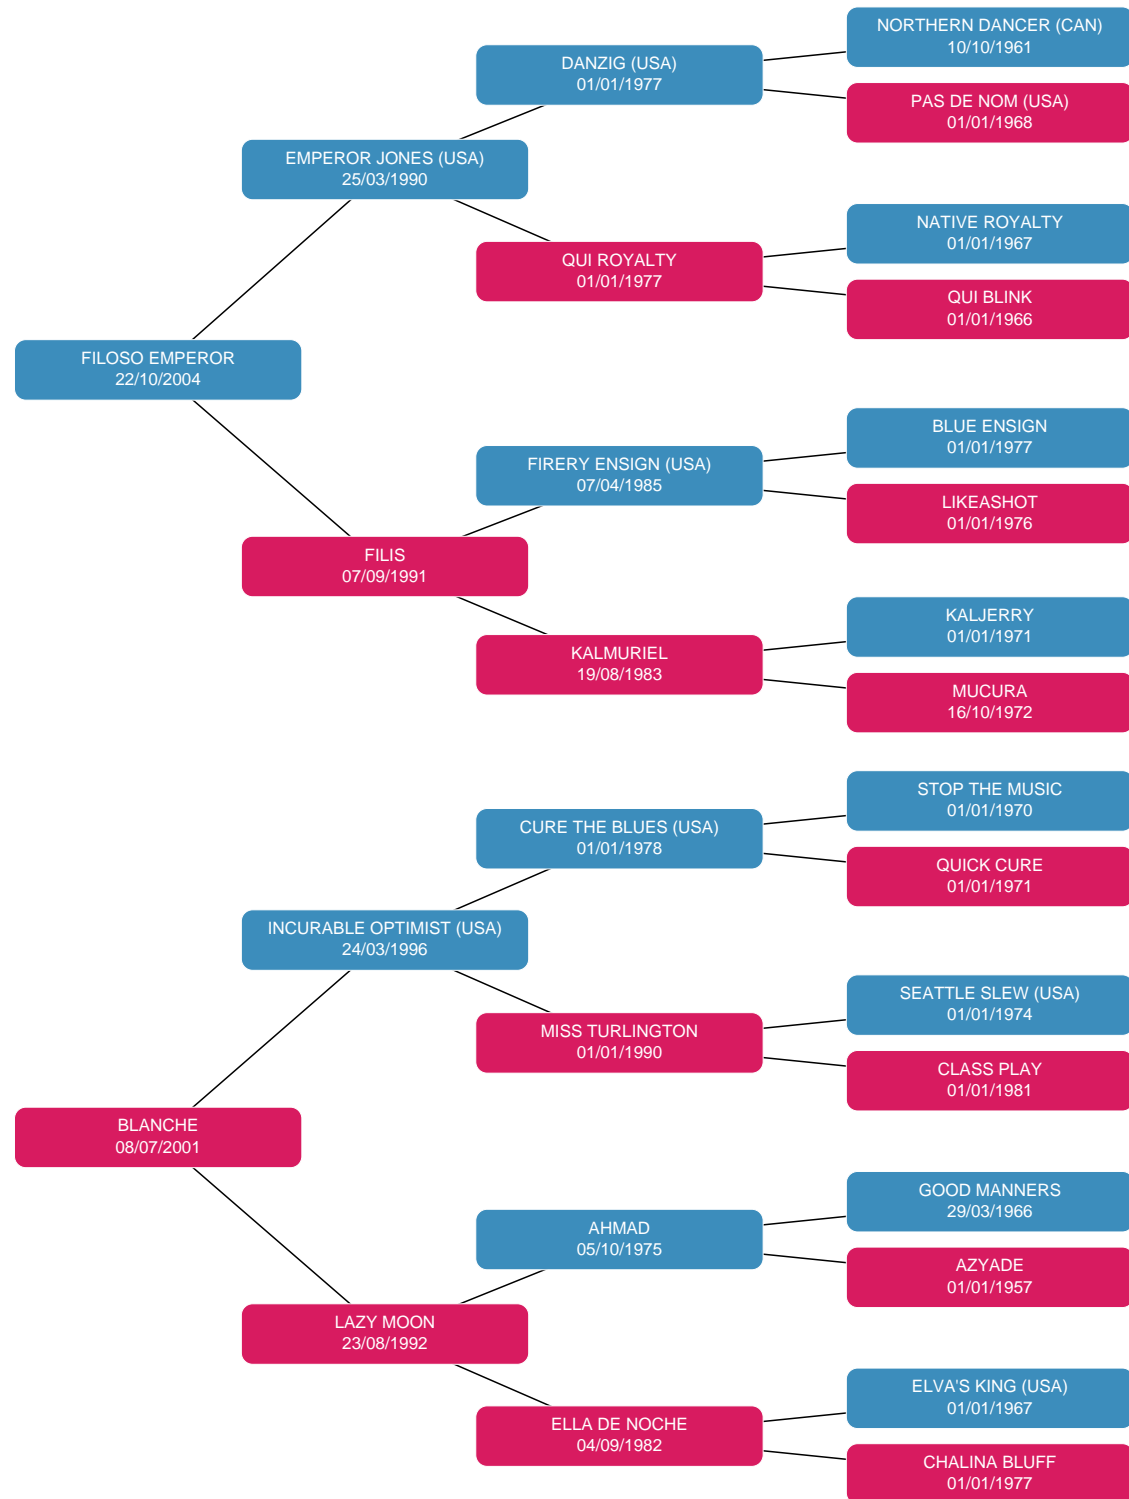 NORTHERN DANCER (CAN)
10/10/1961
DANZIG (USA)
01/01/1977
PAS DE NOM (USA)
01/01/1968
EMPEROR JONES (USA)
25/03/1990
NATIVE ROYALTY
01/01/1967
QUI ROYALTY
01/01/1977
QUI BLINK
01/01/1966
FILOSO EMPEROR
22/10/2004
BLUE ENSIGN
01/01/1977
FIRERY ENSIGN (USA)
07/04/1985
LIKEASHOT
01/01/1976
FILIS
07/09/1991
KALJERRY
01/01/1971
KALMURIEL
19/08/1983
MUCURA
16/10/1972
STOP THE MUSIC
01/01/1970
CURE THE BLUES (USA)
01/01/1978
QUICK CURE
01/01/1971
INCURABLE OPTIMIST (USA)
24/03/1996
SEATTLE SLEW (USA)
01/01/1974
MISS TURLINGTON
01/01/1990
CLASS PLAY
01/01/1981
BLANCHE
08/07/2001
GOOD MANNERS
29/03/1966
AHMAD
05/10/1975
AZYADE
01/01/1957
LAZY MOON
23/08/1992
ELVA'S KING (USA)
01/01/1967
ELLA DE NOCHE
04/09/1982
CHALINA BLUFF
01/01/1977